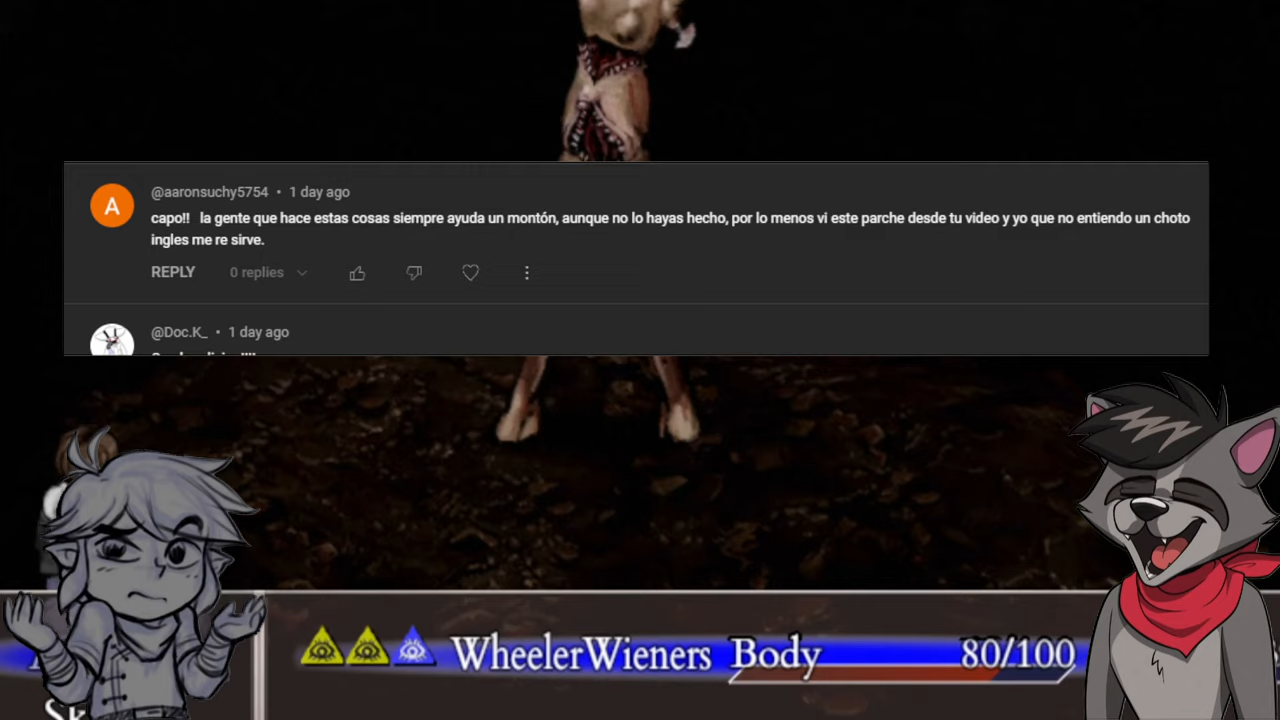 @aaronsuchy5754 • 1 day ago
capo!! la gente que hace estas cosas siempre ayuda un montón, aunque no lo hayas hecho, por lo menos vi este parche desde tu video y yo que no entiendo un choto
ingles me re sirve.
REPLY 0 replies
@Doc.K_ • 1 day ago
WheelerWieners Body 80/100
Sk